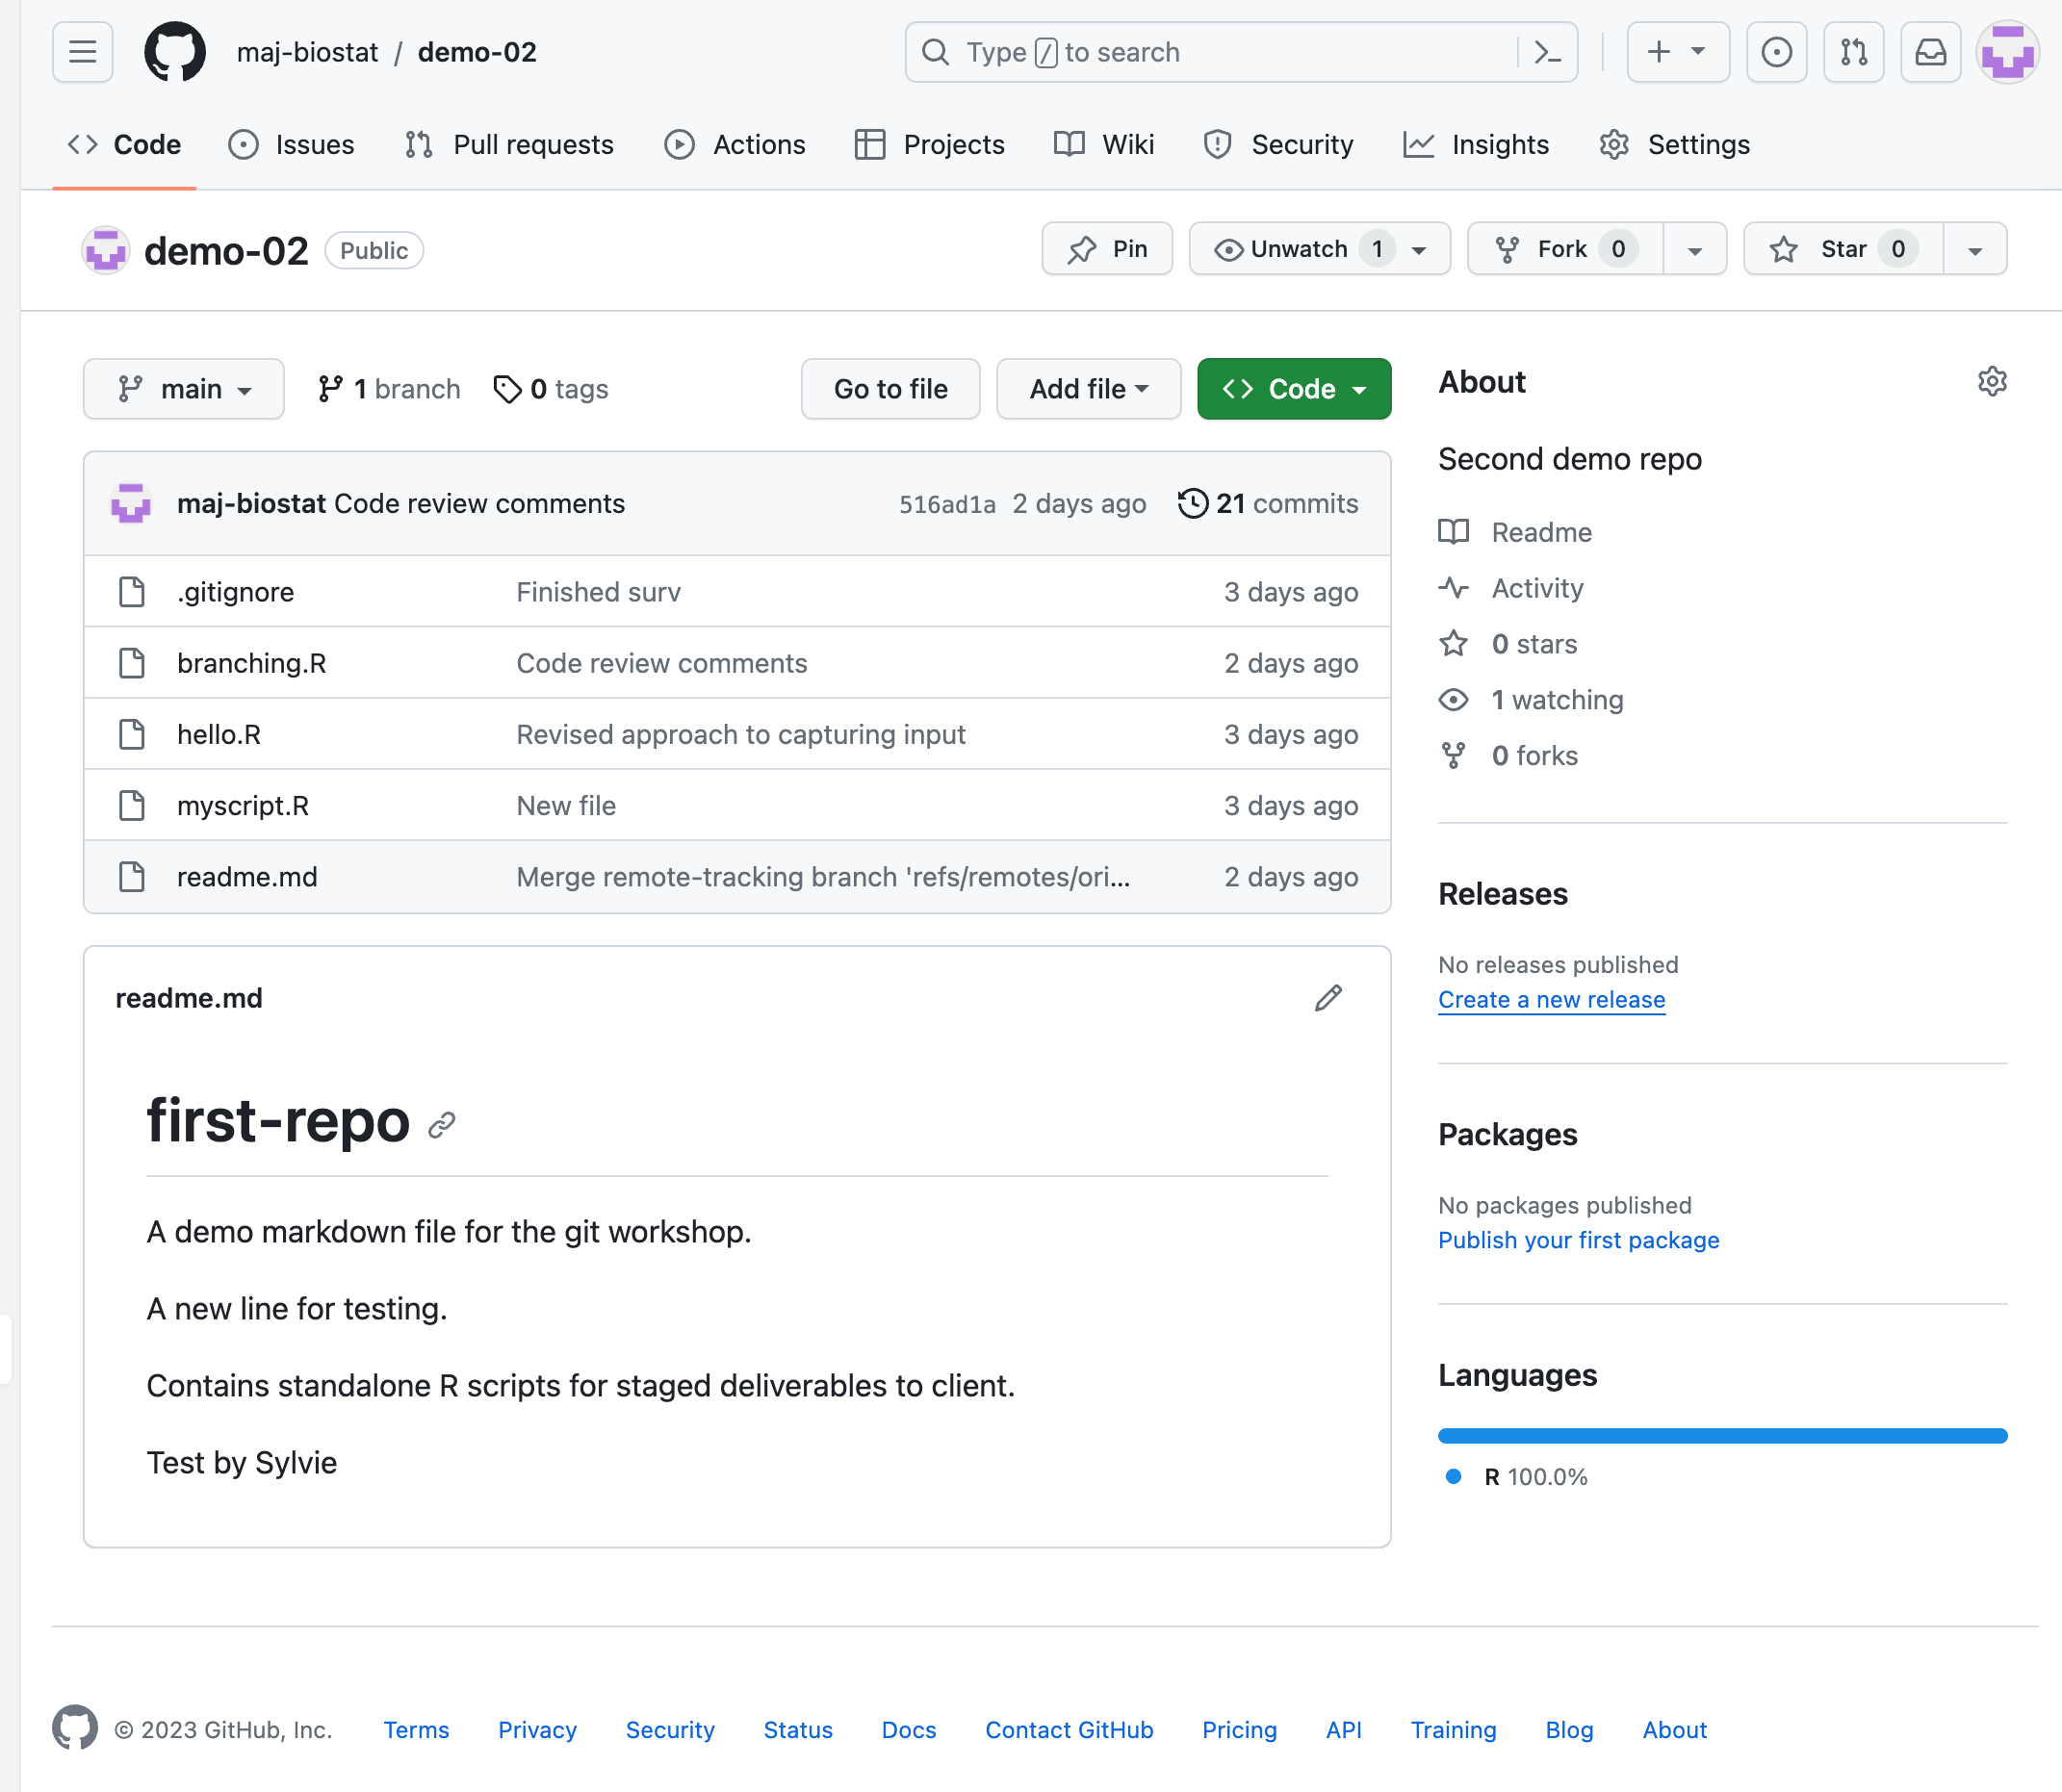 maj-biostat / demo-02
Type / to search
Code Issues Pull requests Actions Projects Wiki Security Insights Settings
demo-02 Public
Pin Unwatch 1 Fork 0 Star 0
main 1 branch 0 tags Go to file Add file Code
maj-biostat Code review comments 516ad1a 2 days ago 21 commits
.gitignore Finished surv 3 days ago
branching.R Code review comments 2 days ago
hello.R Revised approach to capturing input 3 days ago
myscript.R New file 3 days ago
readme.md Merge remote-tracking branch 'refs/remotes/ori... 2 days ago
readme.md
first-repo
A demo markdown file for the git workshop.
A new line for testing.
Contains standalone R scripts for staged deliverables to client.
Test by Sylvie
About
Second demo repo
Readme
Activity
0 stars
1 watching
0 forks
Releases
No releases published
Create a new release
Packages
No packages published
Publish your first package
Languages
R 100.0%
© 2023 GitHub, Inc. Terms Privacy Security Status Docs Contact GitHub Pricing API Training Blog About